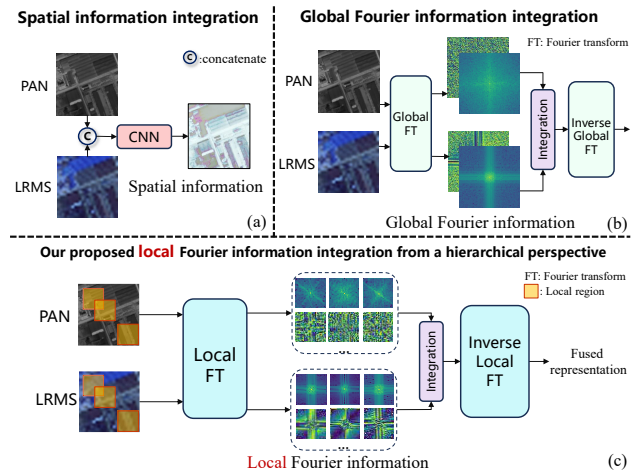 Spatial information integration
PAN
C :concatenate
C
CNN
LRMS
Spatial information
(a)
Global Fourier information integration
FT: Fourier transform
PAN
Global
FT
LRMS
Integration
Inverse
Global
FT
Global Fourier information
(b)
Our proposed local Fourier information integration from a hierarchical perspective
FT: Fourier transform
: Local region
PAN
LRMS
Local
FT
...
...
Integration
Inverse
Local
FT
Fused
representation
Local Fourier information
(c)